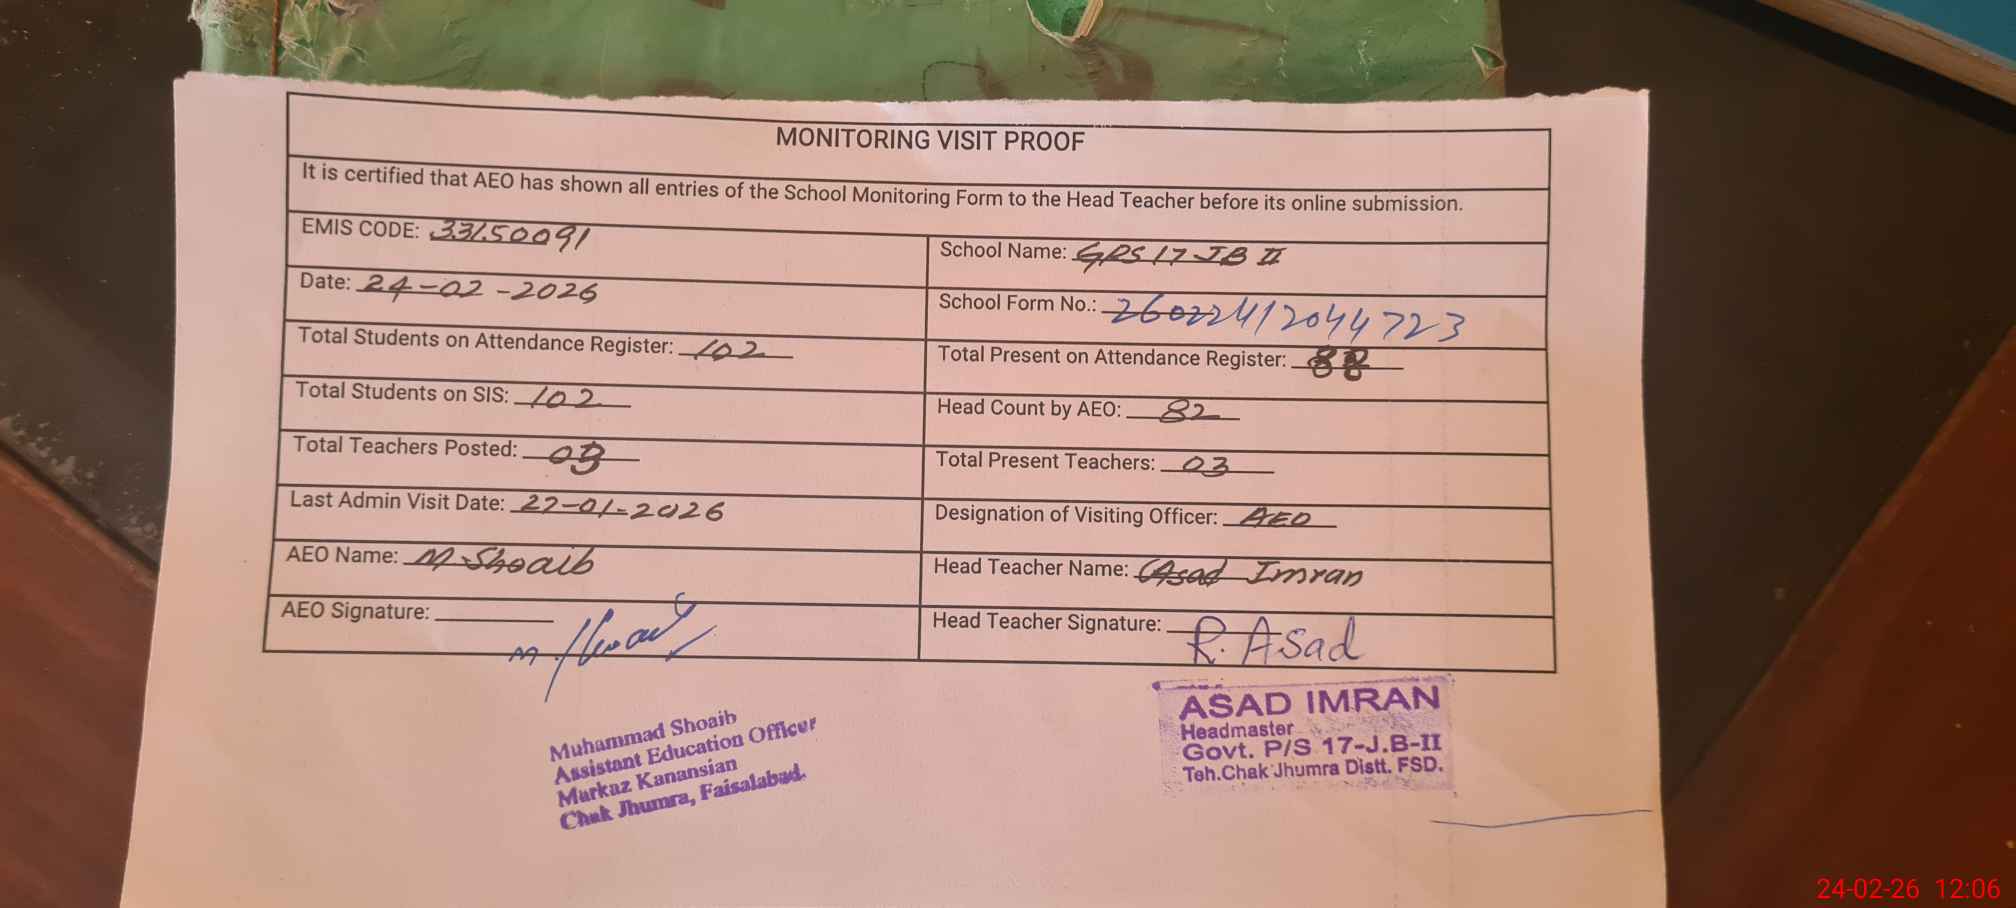 MONITORING VISIT PROOF
It is certified that AEO has shown all entries of the School Monitoring Form to the Head Teacher before its online submission.
EMIS CODE: 33150091
School Name: GPS 17 JB II
Date: 24-02-2026
School Form No.: 26022412044723
Total Students on Attendance Register: 102
Total Present on Attendance Register:
Total Students on SIS: 102
Head Count by AEO: 82
Total Teachers Posted: 03
Total Present Teachers: 03
Last Admin Visit Date: 27-01-2026
Designation of Visiting Officer: AEO
AEO Name: M. Shoaib
Head Teacher Name: Asad Imran
AEO Signature: M. Shoaib
Head Teacher Signature: R. Asad
Muhammad Shoaib
Assistant Education Officer
Markaz Kanansian
Chak Jhumra, Faisalabad.
ASAD IMRAN
Headmaster
Govt. P/S 17-J.B-II
Teh.Chak Jhumra Distt. FSD.
24-02-26 12:06